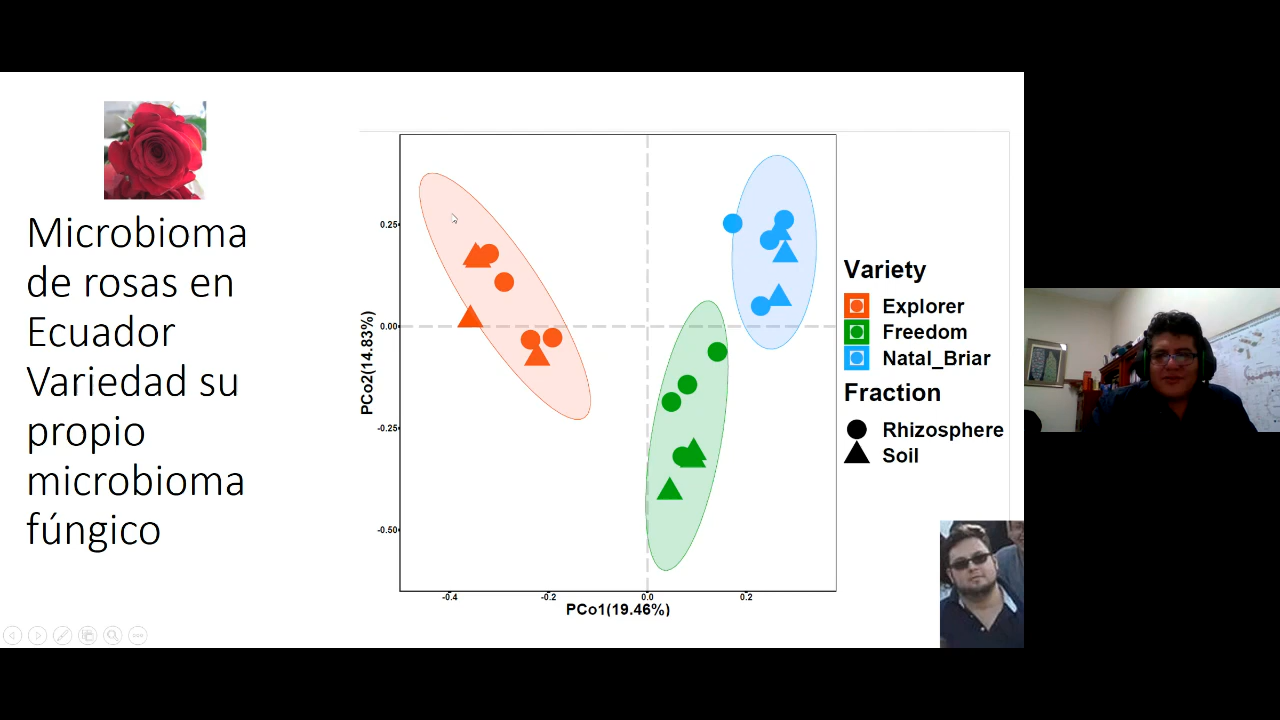 Microbioma
de rosas en
Ecuador
Variedad su
propio
microbioma
fúngico
PCo2(14.83%)
0.25
0.00
-0.25
-0.50
-0.4
-0.2
0.0
0.2
PCo1(19.46%)
Variety
Explorer
Freedom
Natal_Briar
Fraction
Rhizosphere
Soil